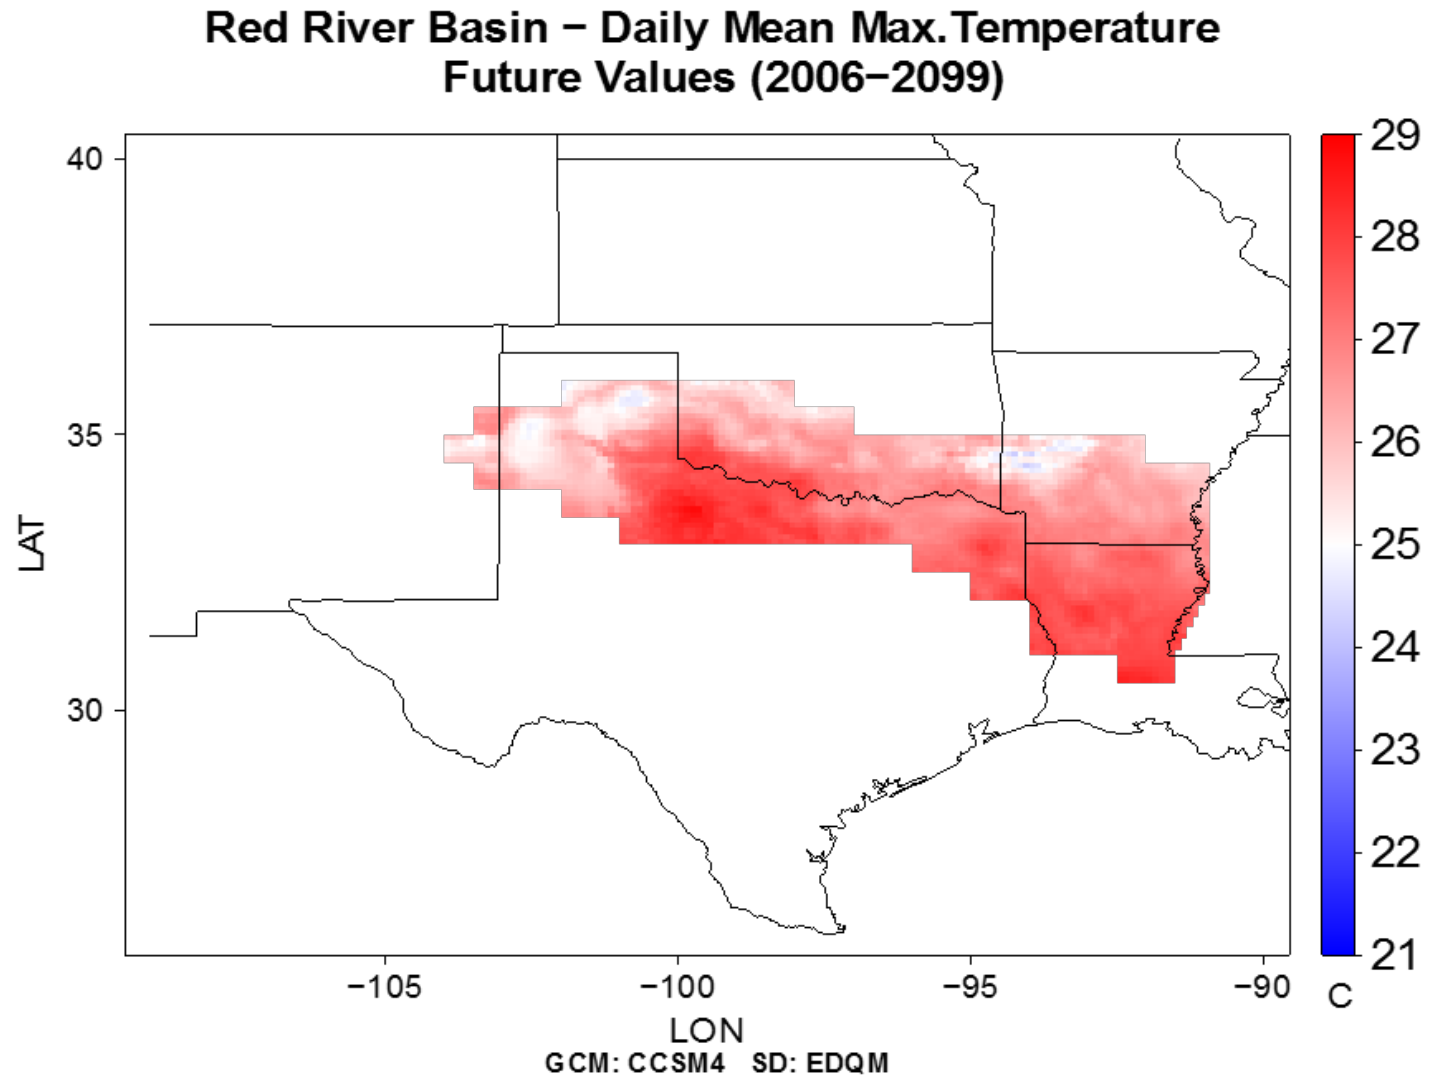 Red River Basin − Daily Mean Max.Temperature
Future Values (2006−2099)
40
35
30
LAT
−105
−100
−95
−90
LON
29
28
27
26
25
24
23
22
21
C
GCM: CCSM4 SD: EDQM